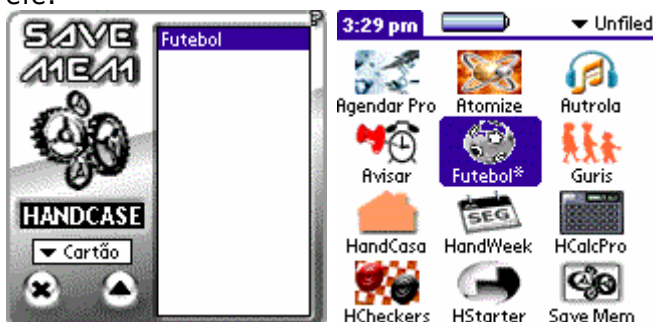 ele.
SAVE
MEM
HANDCASE
Cartão
Futebol
3:29 pm
Unfiled
Agendar Pro Atomize Autrola
Avisar Futebol* Guris
SEG
HandCasa HandWeek HCalcPro
HCheckers HStarter Save Mem